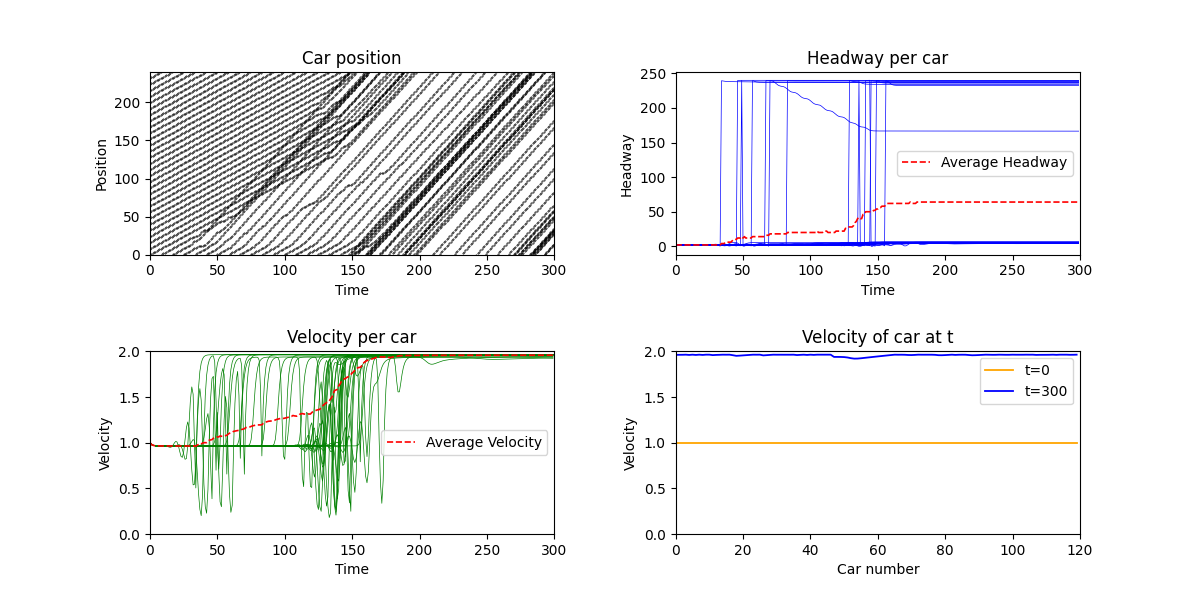 Car position
Position
200
150
100
50
0
0 50 100 150 200 250 300
Time
Headway per car
Headway
250
200
150
100
50
0
Average Headway
0 50 100 150 200 250 300
Time
Velocity per car
Velocity
2.0
1.5
1.0
0.5
0.0
Average Velocity
0 50 100 150 200 250 300
Time
Velocity of car at t
Velocity
2.0
1.5
1.0
0.5
0.0
t=0
t=300
0 20 40 60 80 100 120
Car number